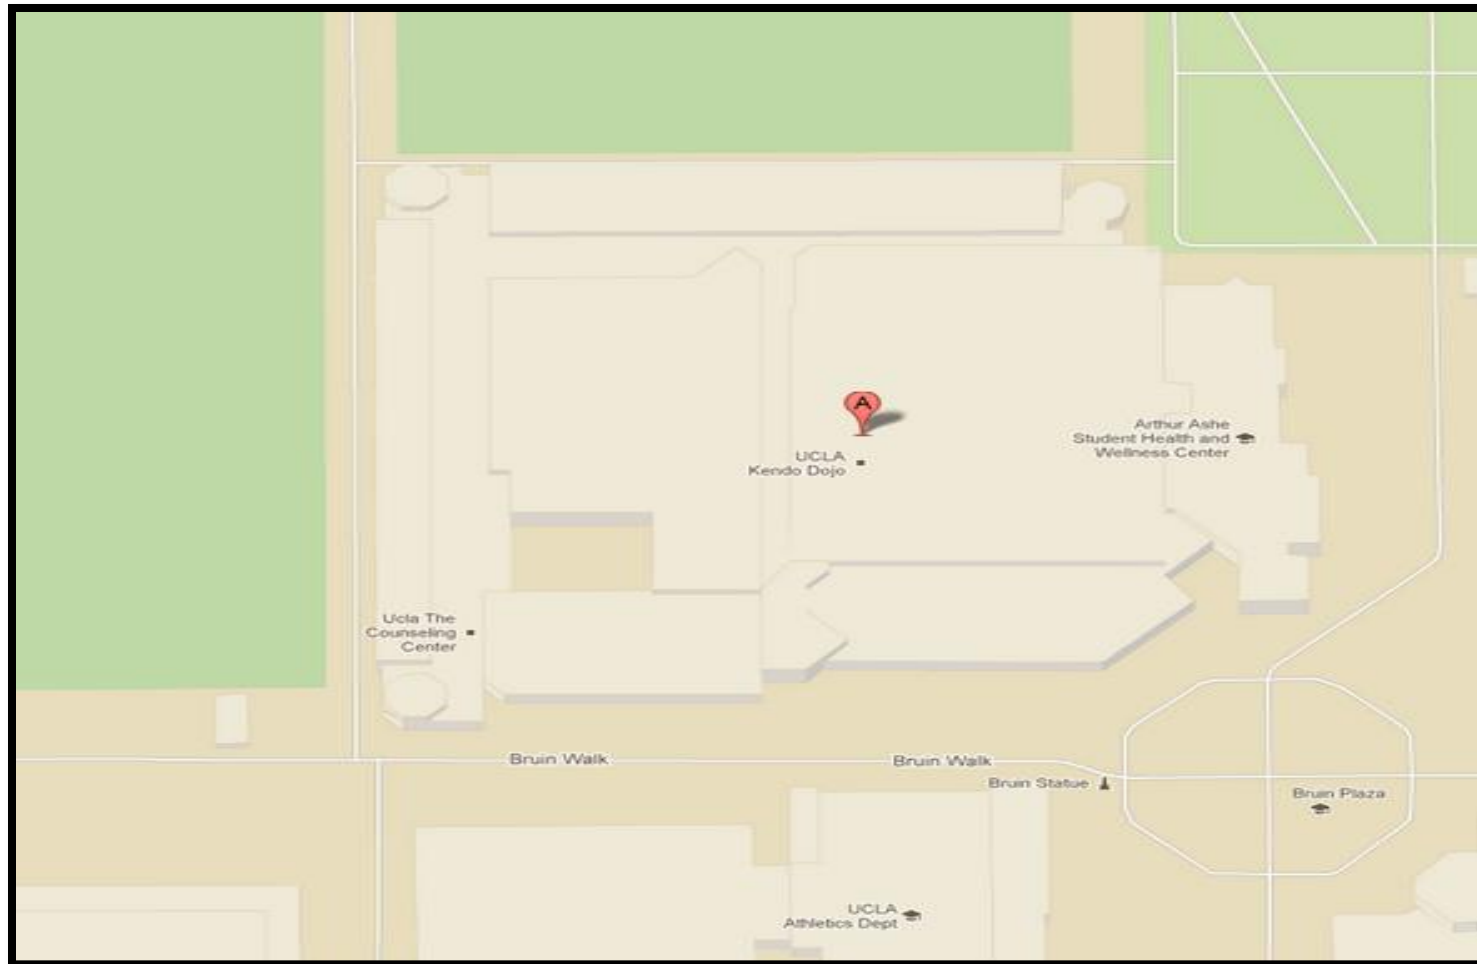 A
Arthur Ashe
Student Health and
Wellness Center
UCLA
Kendo Dojo
Ucla The
Counseling
Center
Bruin Walk
Bruin Walk
Bruin Statue
Bruin Plaza
UCLA
Athletics Dept